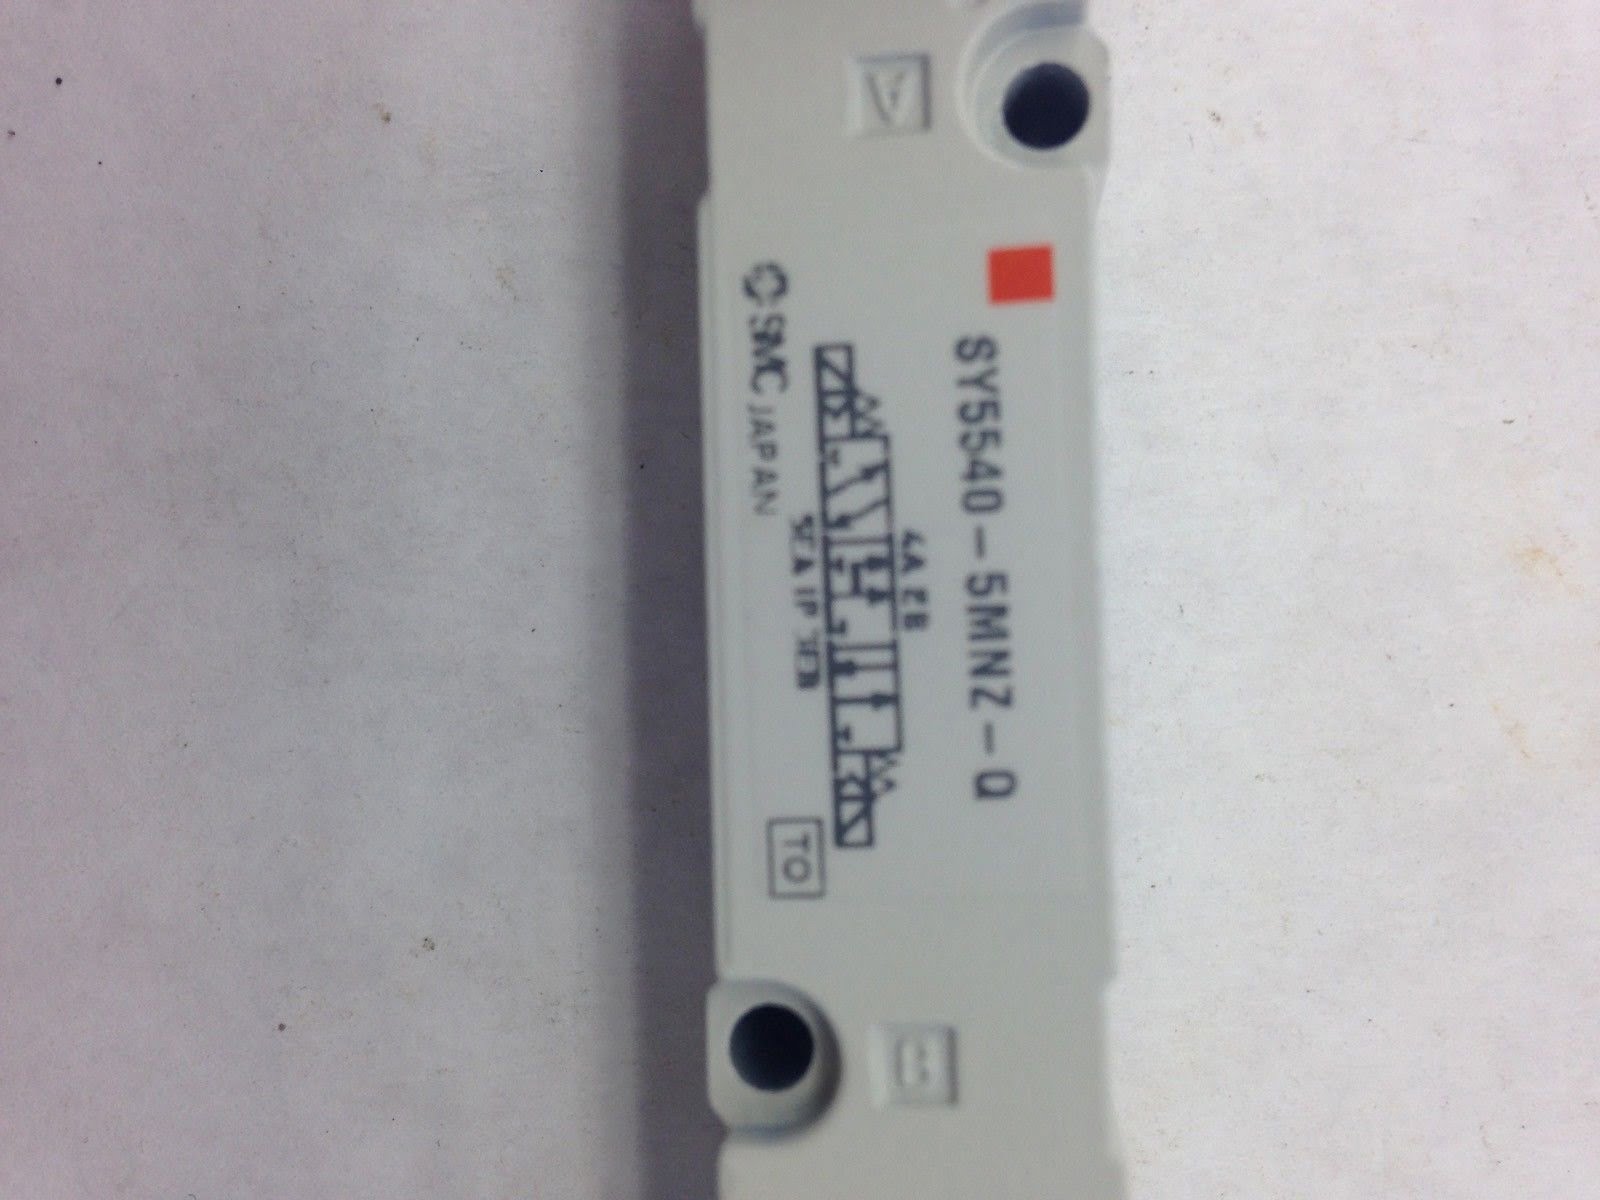 A
SY5540-5MNZ-Q
4A 2B
5EA 1P 3EB
SMC JAPAN
TO
B